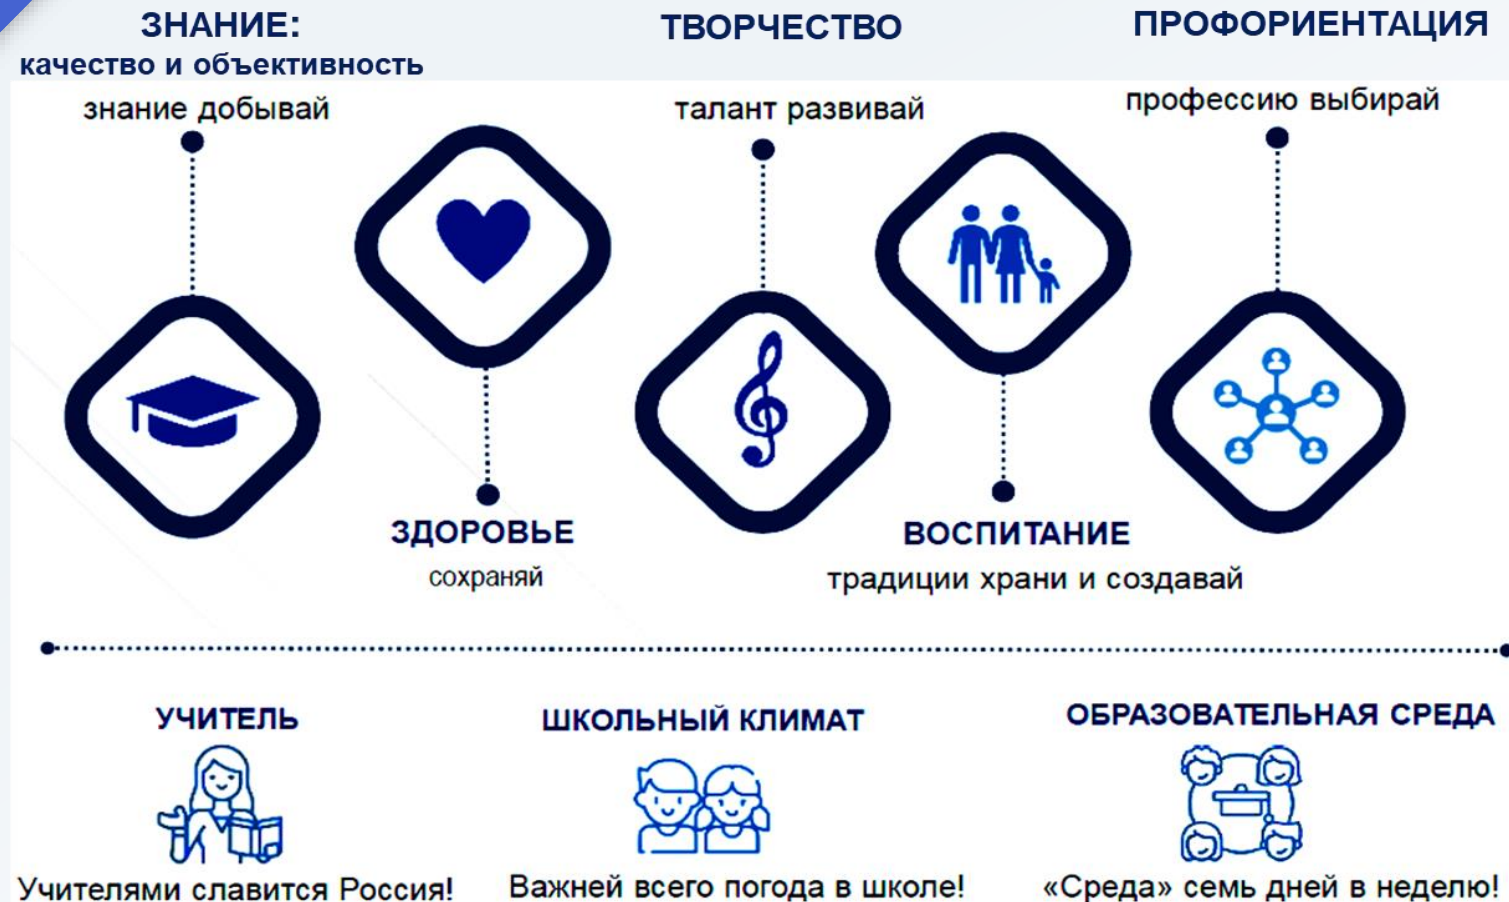 ЗНАНИЕ:
качество и объективность
знание добывай
ТВОРЧЕСТВО
талант развивай
ПРОФОРИЕНТАЦИЯ
профессию выбирай
ЗДОРОВЬЕ
сохраняй
ВОСПИТАНИЕ
традиции храни и создавай
УЧИТЕЛЬ
Учителями славится Россия!
ШКОЛЬНЫЙ КЛИМАТ
Важней всего погода в школе!
ОБРАЗОВАТЕЛЬНАЯ СРЕДА
«Среда» семь дней в неделю!